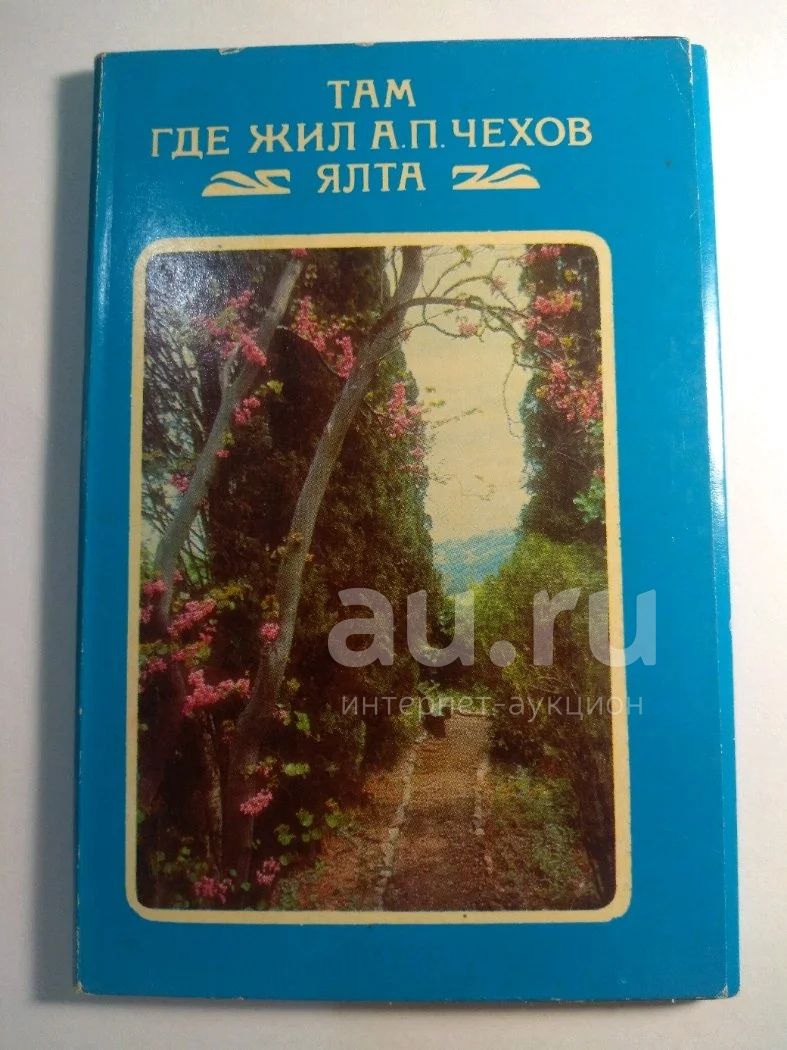 ТАМ
ГДЕ ЖИЛ А.П. ЧЕХОВ
ЯЛТА
au.ru
интернет-аукцион